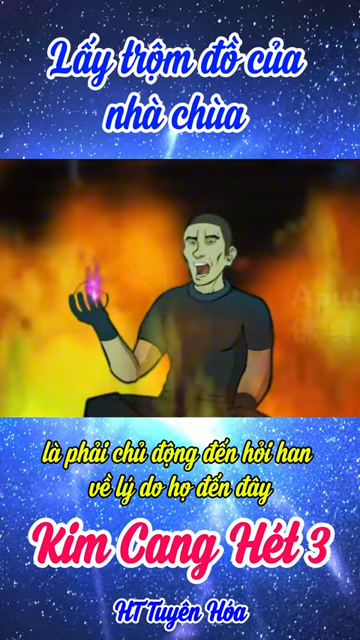 Lấy trộm đồ của
nhà chùa
là phải chủ động đến hỏi han
về lý do họ đến đây
Kim Cang Hét 3
HT Tuyên Hóa